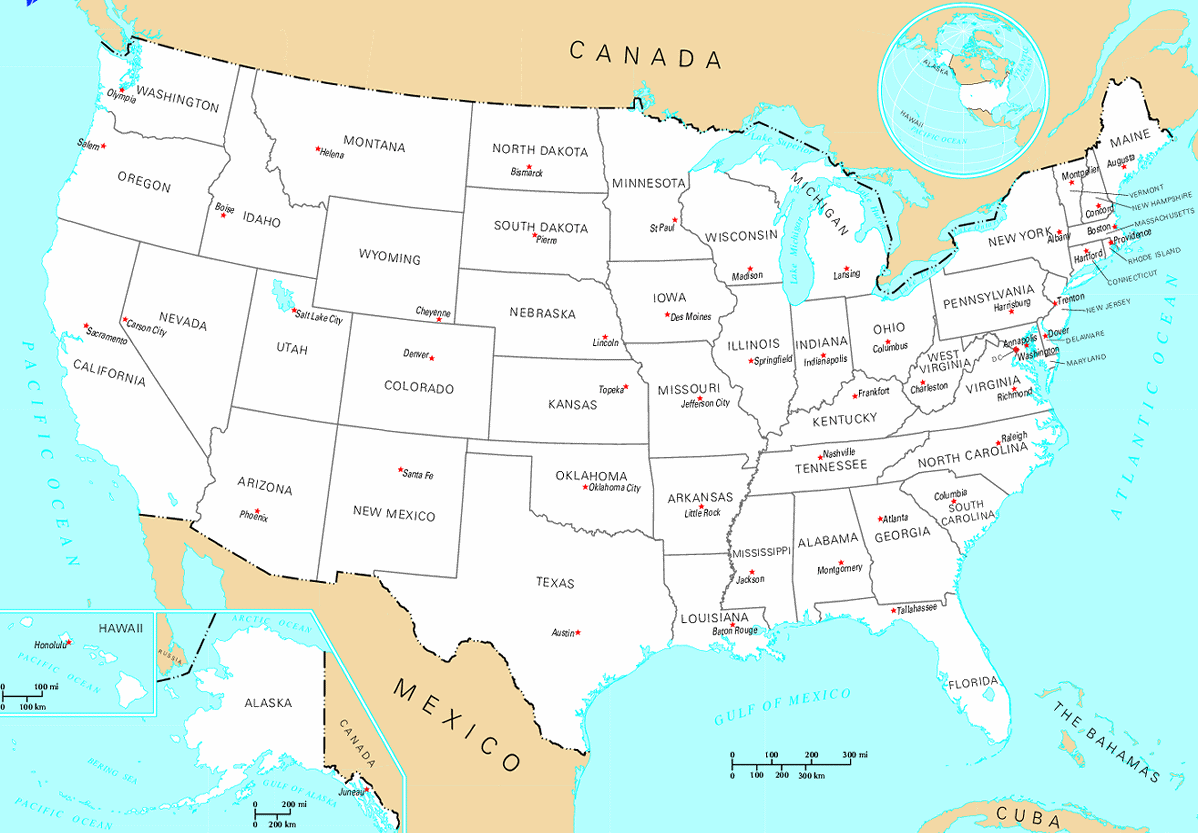 CANADA
ALASKA
HAWAII
PACIFIC OCEAN
WASHINGTON
Olympia
MONTANA
Helena
NORTH DAKOTA
Bismarck
MINNESOTA
St Paul
Lake Superior
MICHIGAN
Lansing
Lake Michigan
MAINE
Augusta
Montpelier
VERMONT
NEW HAMPSHIRE
Concord
MASSACHUSETTS
Boston
Providence
RHODE ISLAND
Hartford
CONNECTICUT
NEW YORK
Albany
Salem
OREGON
Boise
IDAHO
WYOMING
Cheyenne
SOUTH DAKOTA
Pierre
WISCONSIN
Madison
IOWA
Des Moines
NEBRASKA
Lincoln
PENNSYLVANIA
Harrisburg
Trenton
NEW JERSEY
Dover
DELAWARE
Annapolis
DC
Washington
MARYLAND
NEVADA
Carson City
Sacramento
CALIFORNIA
Salt Lake City
UTAH
Denver
COLORADO
Topeka
KANSAS
MISSOURI
Jefferson City
ILLINOIS
Springfield
INDIANA
Indianapolis
OHIO
Columbus
WEST
VIRGINIA
Charleston
VIRGINIA
Richmond
Frankfort
KENTUCKY
Nashville
TENNESSEE
Raleigh
NORTH CAROLINA
PACIFIC OCEAN
ATLANTIC OCEAN
ARIZONA
Phoenix
Santa Fe
NEW MEXICO
OKLAHOMA
Oklahoma City
ARKANSAS
Little Rock
Columbia
SOUTH
CAROLINA
Atlanta
GEORGIA
ALABAMA
Montgomery
MISSISSIPPI
Jackson
TEXAS
Austin
LOUISIANA
Baton Rouge
Tallahassee
FLORIDA
GULF OF MEXICO
MEXICO
THE BAHAMAS
CUBA
0 100 200 300 mi
0 100 200 300 km
HAWAII
Honolulu
PACIFIC OCEAN
0 100 mi
0 100 km
RUSSIA
ARCTIC OCEAN
ALASKA
CANADA
BERING SEA
GULF OF ALASKA
Juneau
PACIFIC OCEAN
0 200 mi
0 200 km